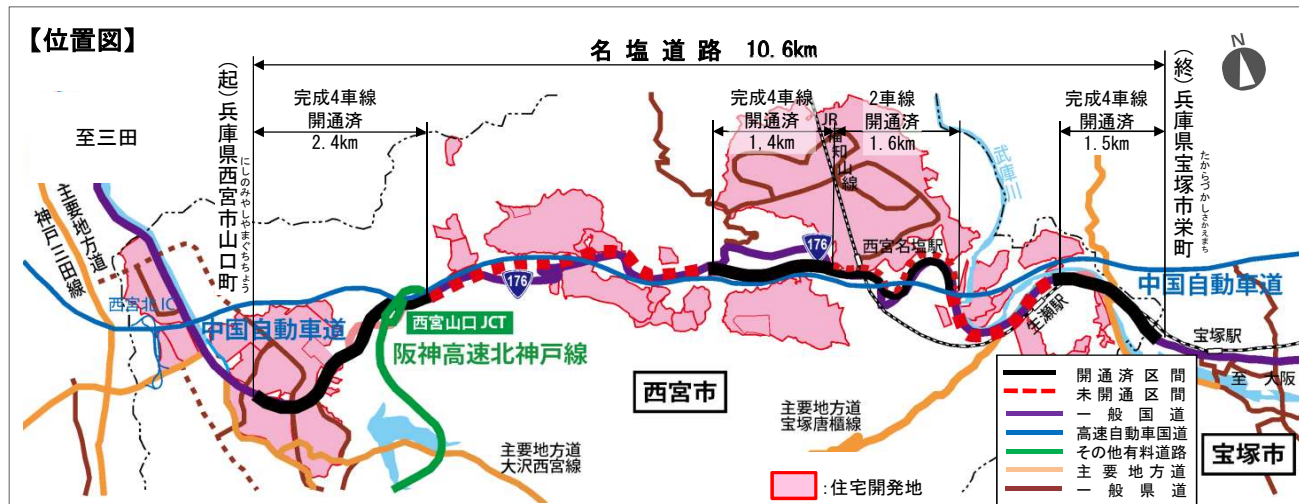 【位置図】
名塩道路 10.6km
N
(起)兵庫県西宮市山口町
にしのみやしやまぐちちょう
(終)兵庫県宝塚市栄町
たからづかしさかえまち
至三田
完成4車線
開通済
2.4km
完成4車線
開通済
1,4km
2車線
開通済
1.6km
完成4車線
開通済
1.5km
JR福知山線
武庫川
主要地方道
神戸三田線
西宮北IC
中国自動車道
176
176
西宮名塩駅
西宮山口JCT
阪神高速北神戸線
生瀬駅
中国自動車道
宝塚駅
至 大阪
西宮市
主要地方道
宝塚唐櫃線
主要地方道
大沢西宮線
宝塚市
:住宅開発地
開通済区間
未開通区間
一般国道
高速自動車国道
その他有料道路
主要地方道
一般県道